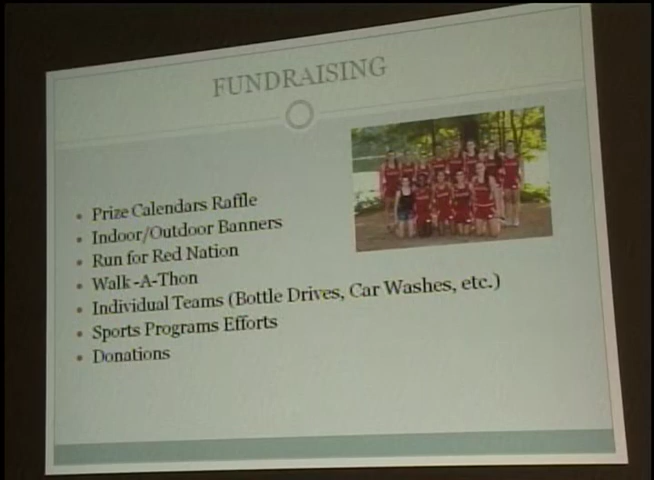 FUNDRAISING
Prize Calendars Raffle
Indoor/Outdoor Banners
Run for Red Nation
Walk-A-Thon
Individual Teams (Bottle Drives, Car Washes, etc.)
Sports Programs Efforts
Donations